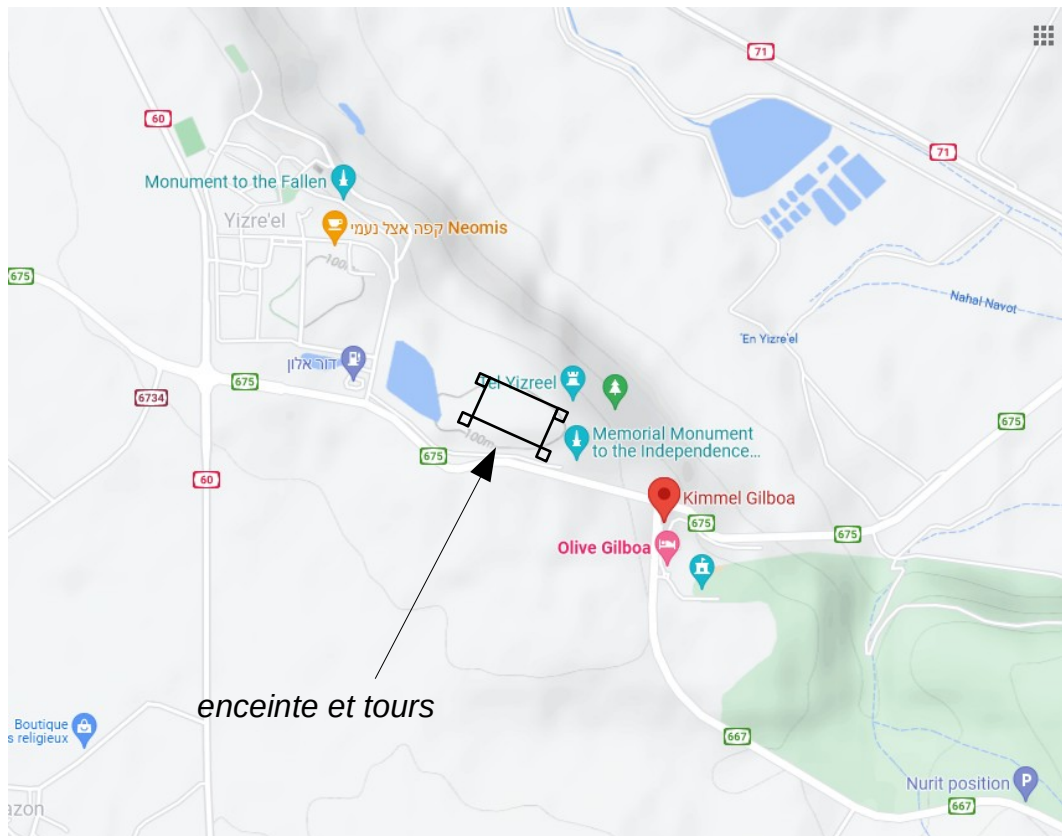 71
60
71
Monument to the Fallen
Yizre'el
קפה אצל נעמי Neomis
100m
675
Nahal Navot
'En Yizre'el
דור אלון
675
Tel Yizreel
6734
675
100m
Memorial Monument
to the Independence...
675
60
Kimmel Gilboa
675
675
Olive Gilboa
enceinte et tours
Boutique
s religieux
667
Nurit position
P
667
azon